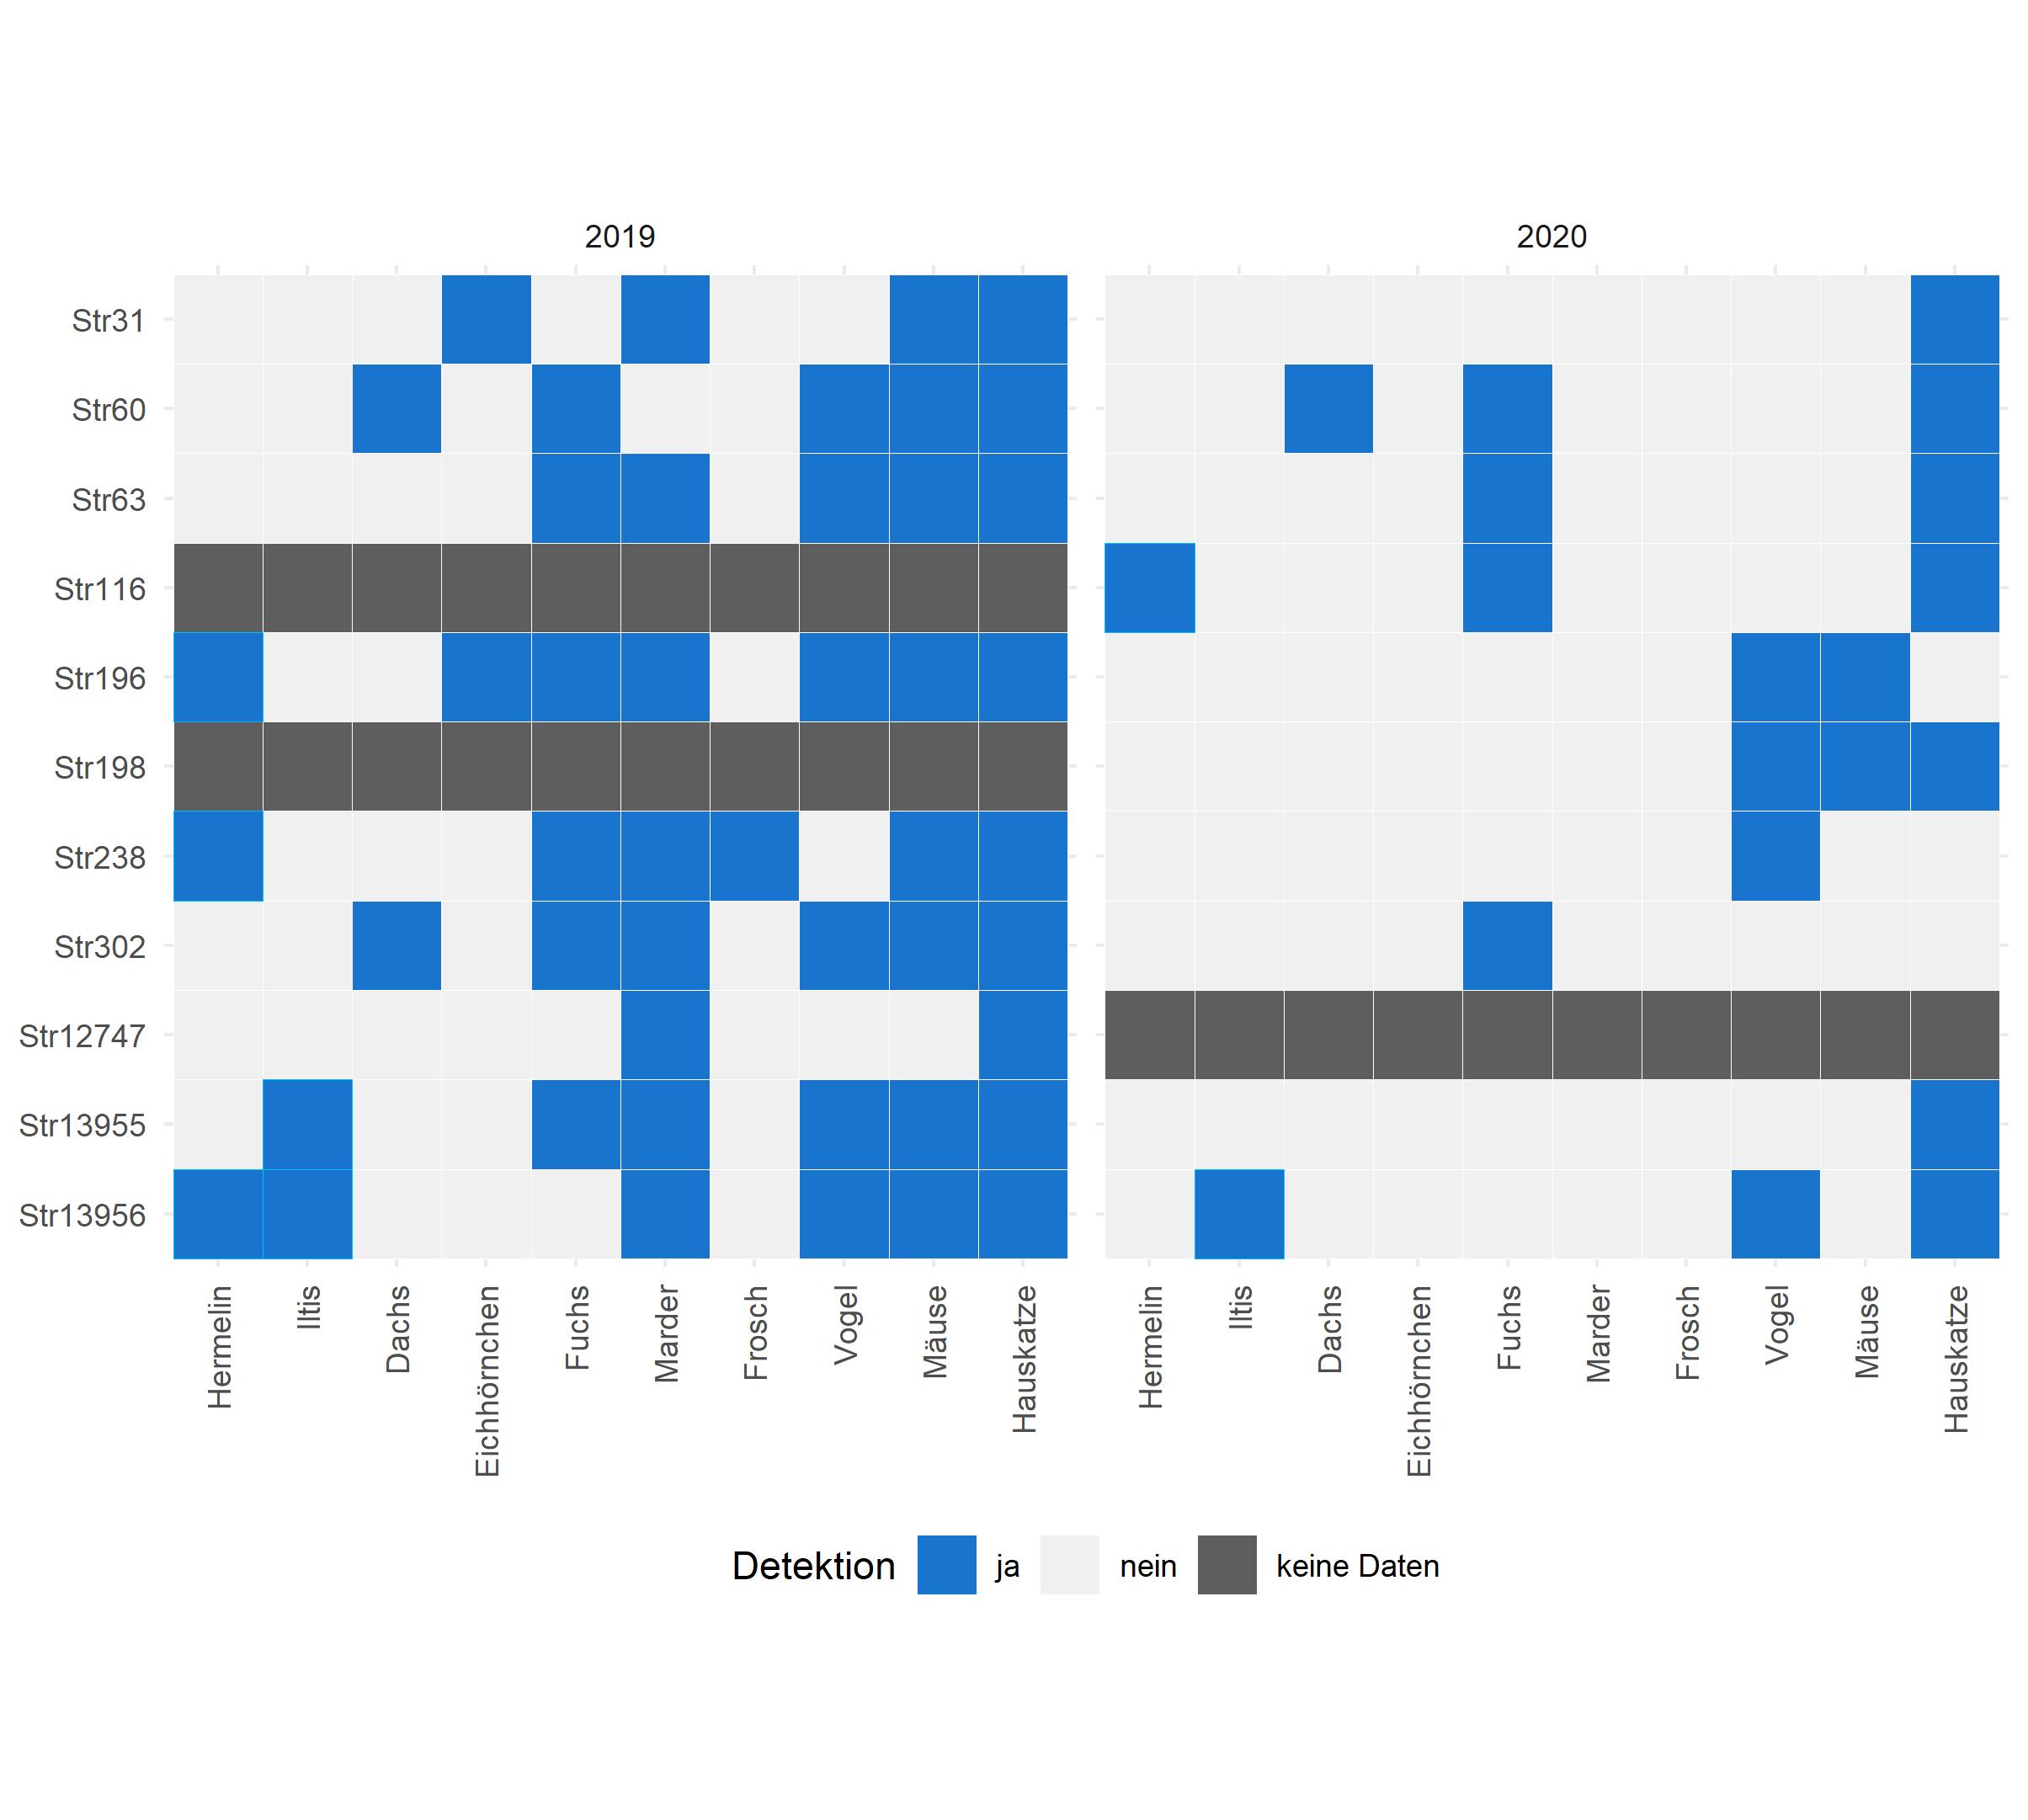 2019
2020
Str31
Str60
Str63
Str116
Str196
Str198
Str238
Str302
Str12747
Str13955
Str13956
Hermelin
Iltis
Dachs
Eichhörnchen
Fuchs
Marder
Frosch
Vogel
Mäuse
Hauskatze
Hermelin
Iltis
Dachs
Eichhörnchen
Fuchs
Marder
Frosch
Vogel
Mäuse
Hauskatze
Detektion ja nein keine Daten